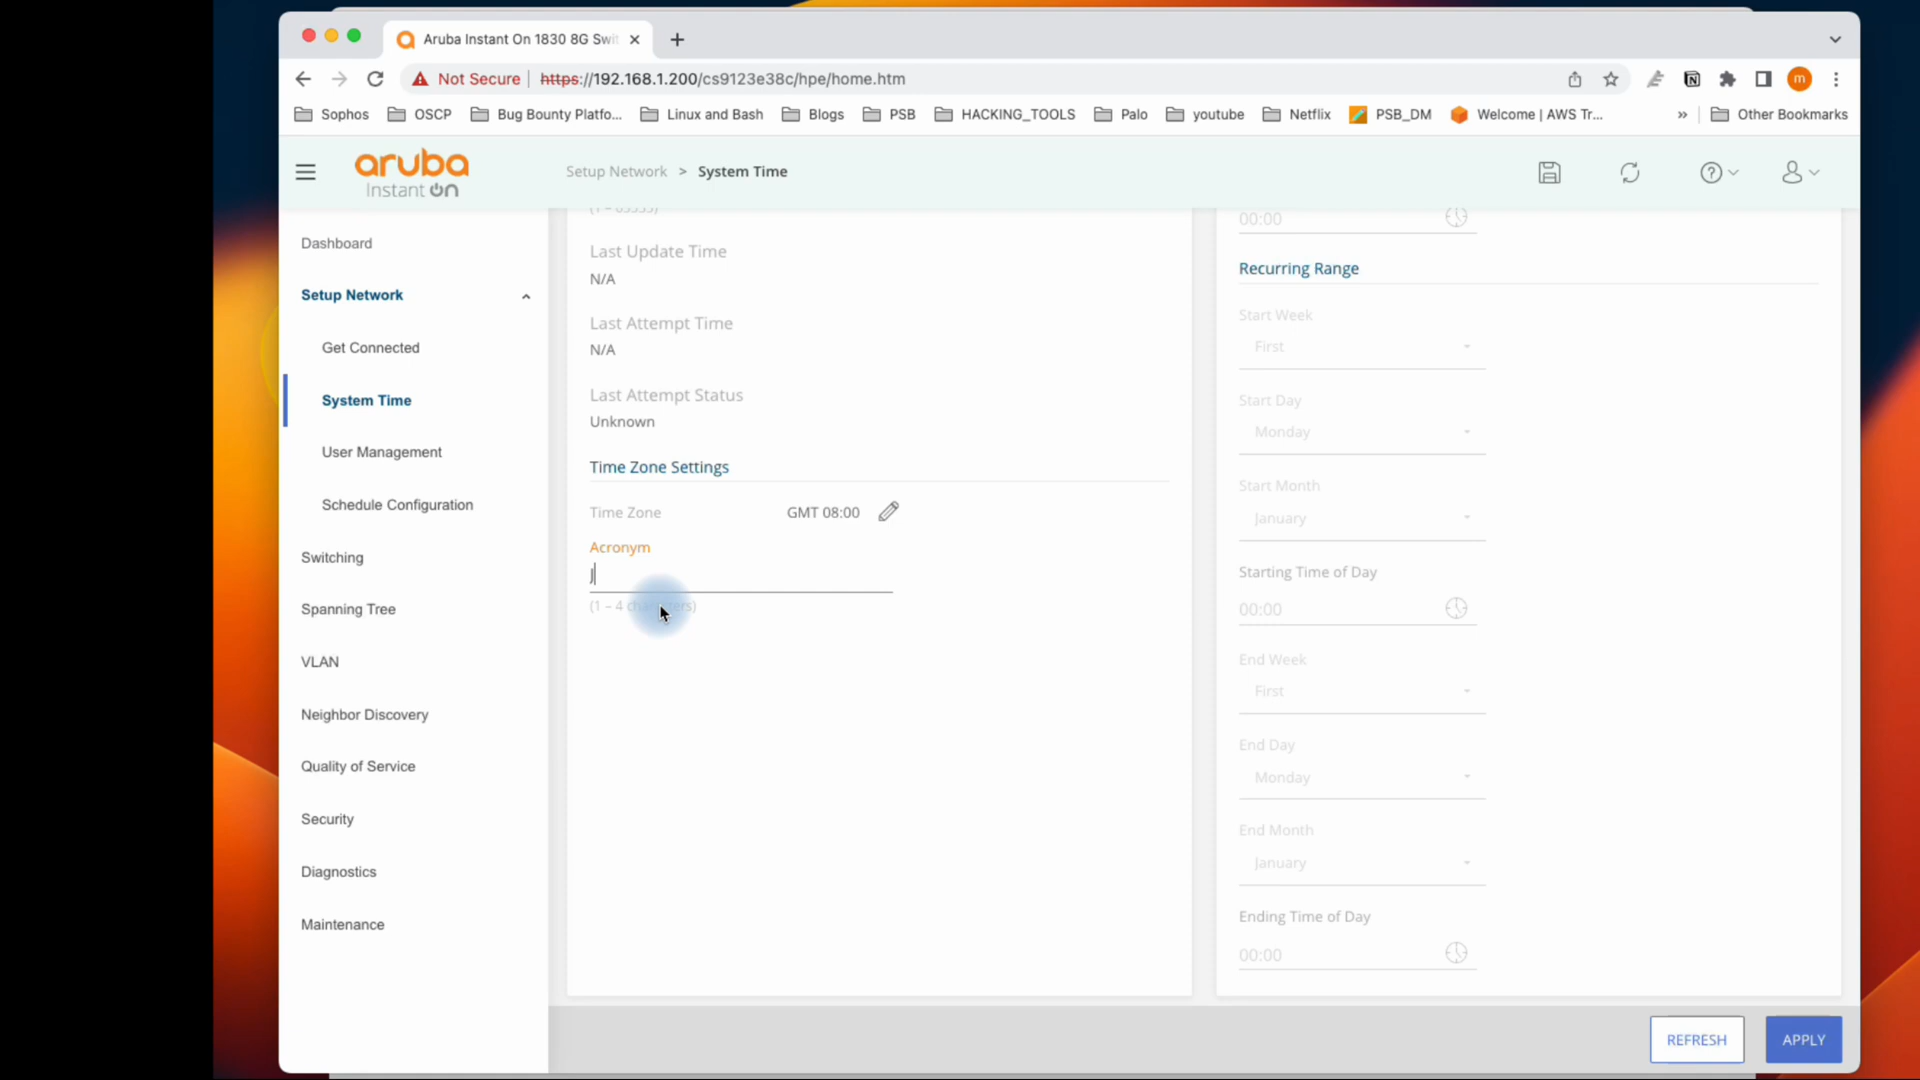 Aruba Instant On 1830 8G Swit
Not Secure
https://192.168.1.200/cs9123e38c/hpe/home.htm
m
Sophos
OSCP
Bug Bounty Platfo...
Linux and Bash
Blogs
PSB
HACKING_TOOLS
Palo
youtube
Netflix
PSB_DM
Welcome | AWS Tr...
»
Other Bookmarks
aruba
Instant On
Setup Network > System Time
Dashboard
Setup Network
Get Connected
System Time
User Management
Schedule Configuration
Switching
Spanning Tree
VLAN
Neighbor Discovery
Quality of Service
Security
Diagnostics
Maintenance
Last Update Time
N/A
Last Attempt Time
N/A
Last Attempt Status
Unknown
Time Zone Settings
Time Zone
GMT 08:00
Acronym
J
(1 – 4 characters)
00:00
Recurring Range
Start Week
First
Start Day
Monday
Start Month
January
Starting Time of Day
00:00
End Week
First
End Day
Monday
End Month
January
Ending Time of Day
00:00
REFRESH
APPLY